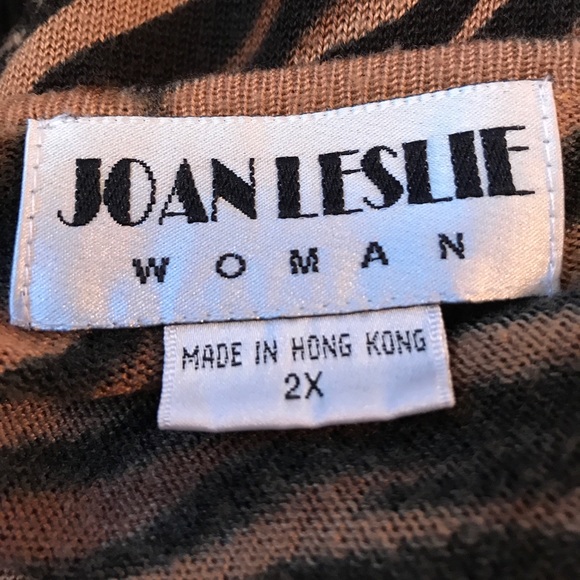 JOAN LESLIE
WOMAN
MADE IN HONG KONG
2X